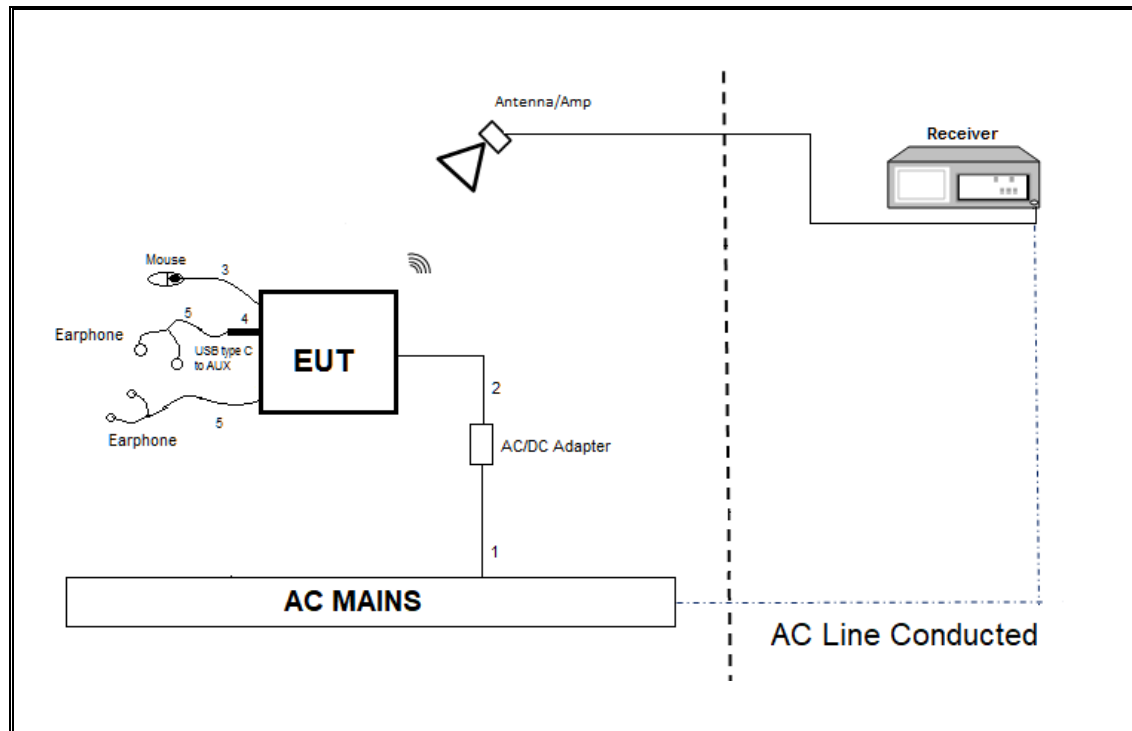 Antenna/Amp
Receiver
Mouse
3
5
4
Earphone
USB type C
to AUX
EUT
5
Earphone
2
AC/DC Adapter
1
AC MAINS
AC Line Conducted